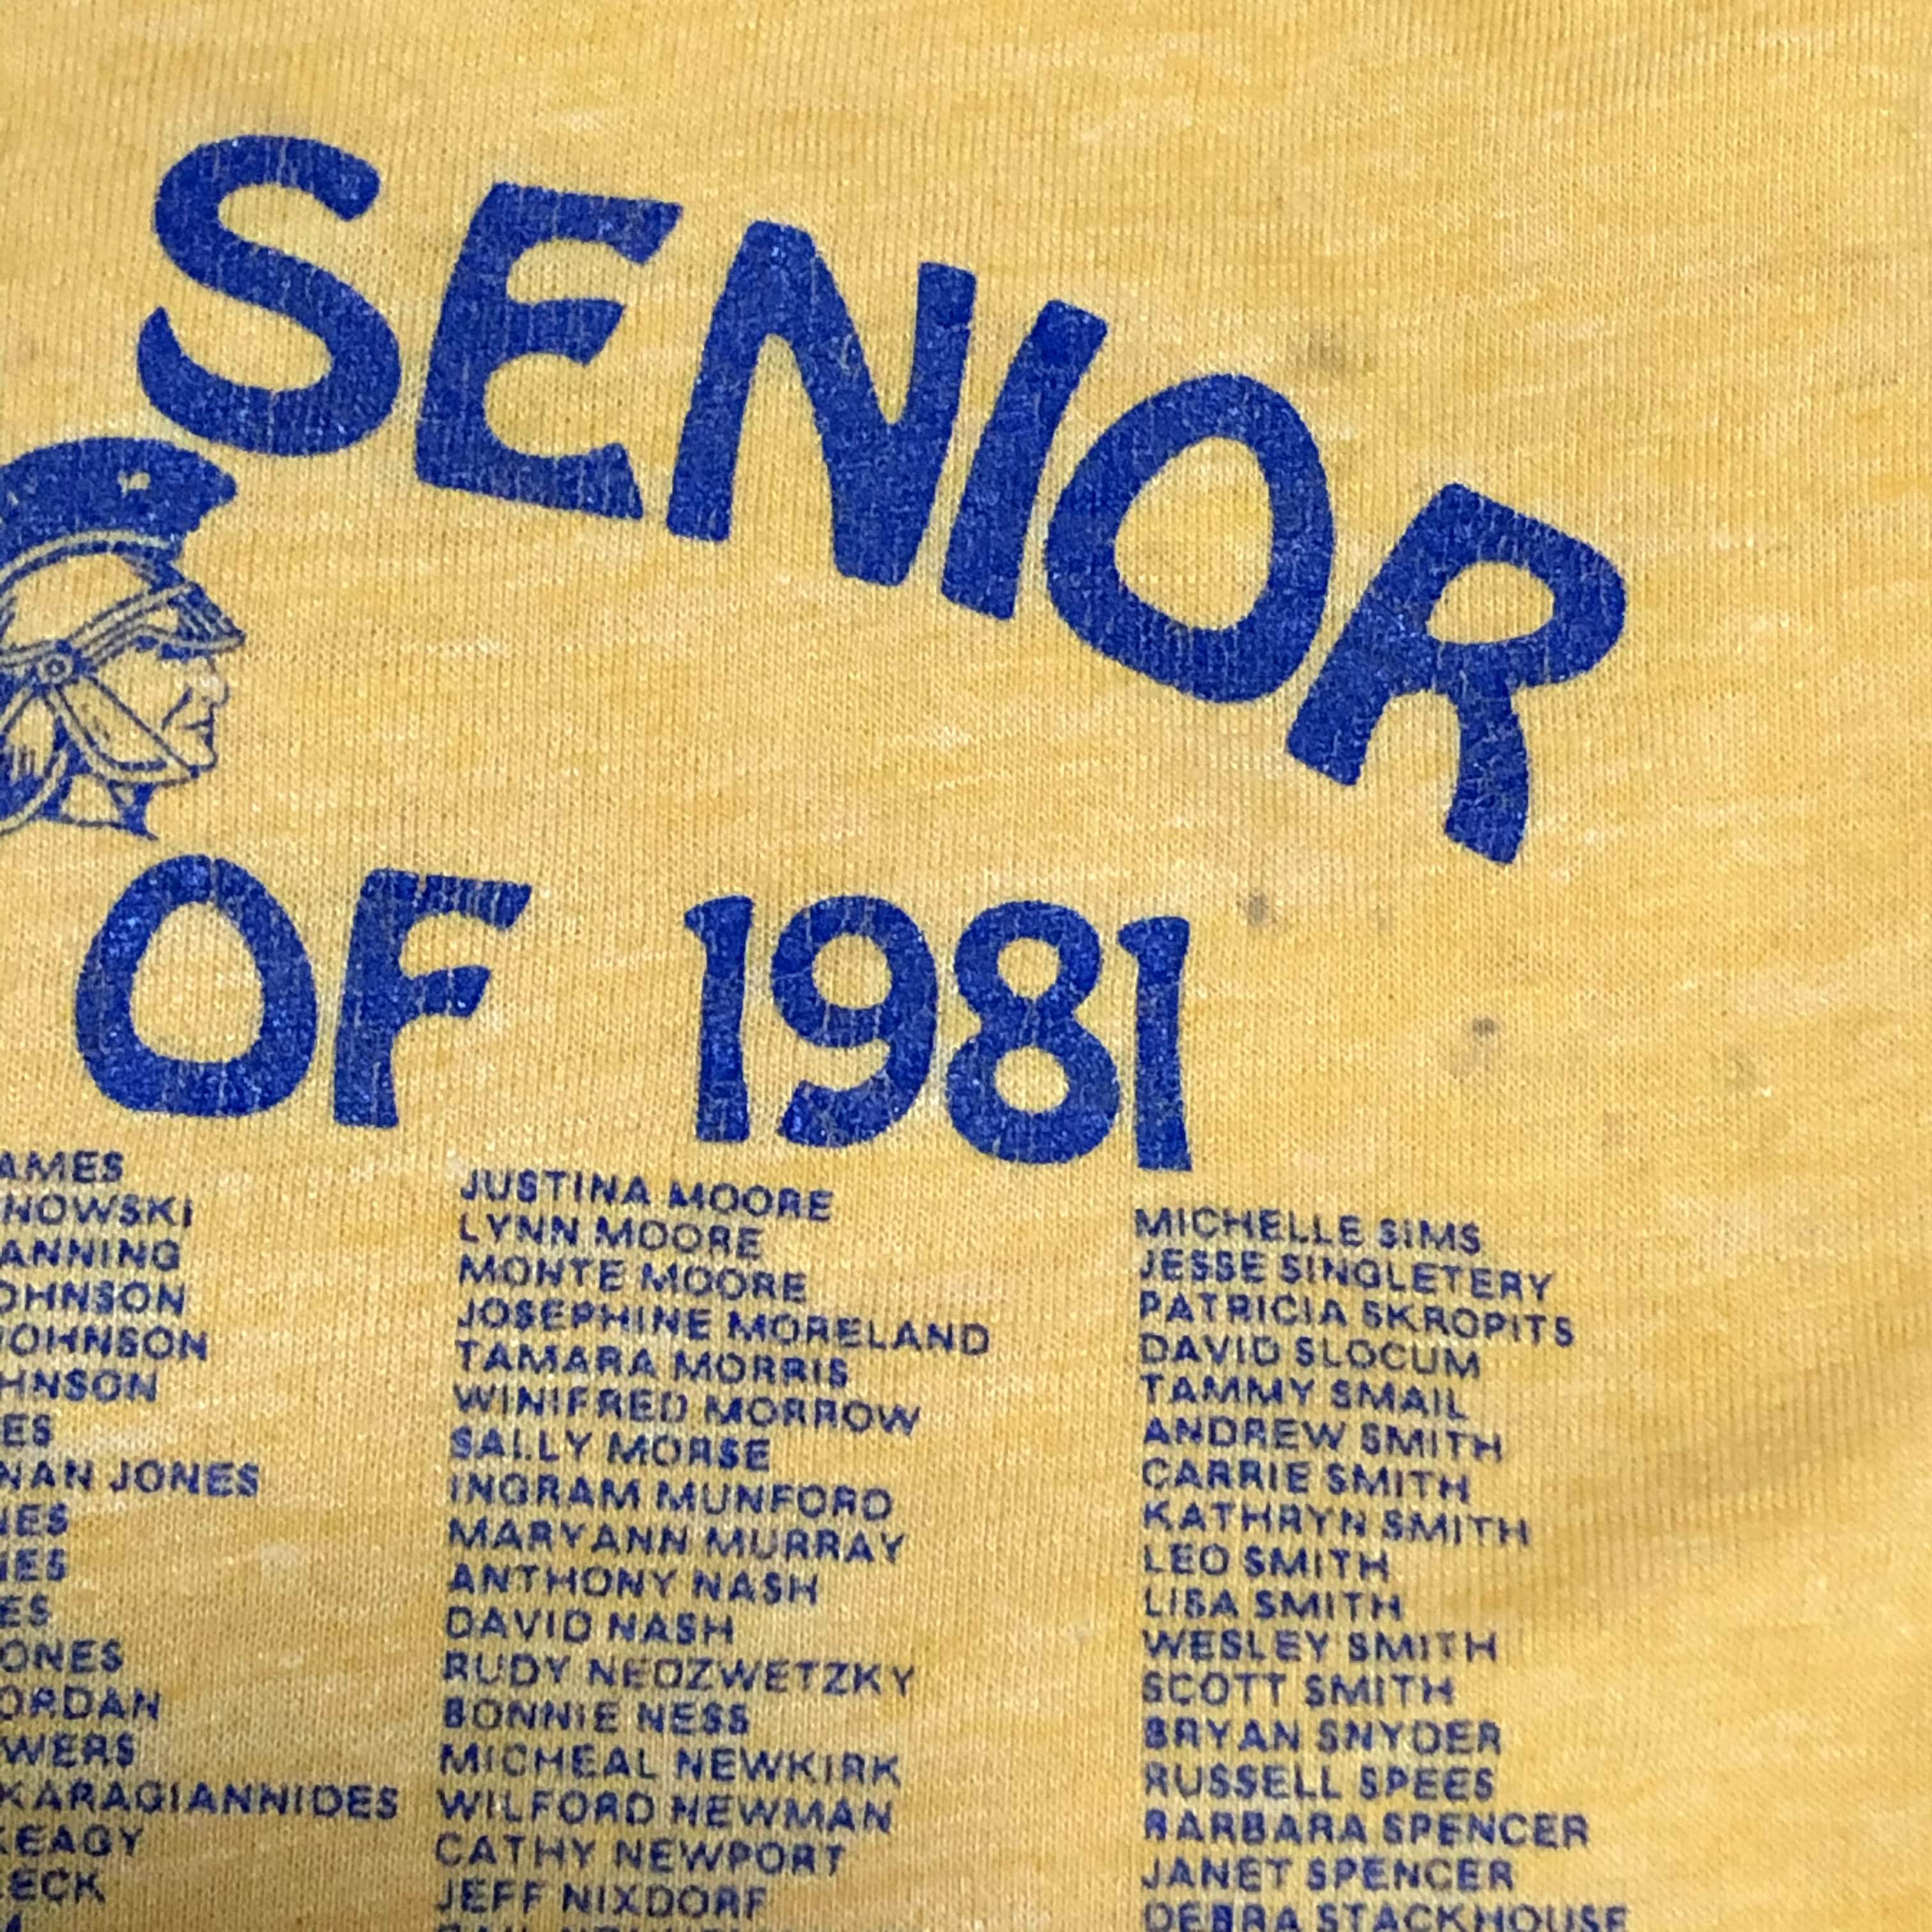 SENIOR
OF 1981
AMES
NOWSKI
ANNING
OHNSON
JOHNSON
HNSON
ES
NAN JONES
NES
NES
ES
ONES
ORDAN
WERS
KARAGIANNIDES
KEAGY
ECK
JUSTINA MOORE
LYNN MOORE
MONTE MOORE
JOSEPHINE MORELAND
TAMARA MORRIS
WINIFRED MORROW
SALLY MORSE
INGRAM MUNFORD
MARYANN MURRAY
ANTHONY NASH
DAVID NASH
RUDY NEDZWETZKY
BONNIE NESS
MICHEAL NEWKIRK
WILFORD NEWMAN
CATHY NEWPORT
JEFF NIXDORF
MICHELLE SIMS
JESSE SINGLETERY
PATRICIA SKROPITS
DAVID SLOCUM
TAMMY SMAIL
ANDREW SMITH
CARRIE SMITH
KATHRYN SMITH
LEO SMITH
LISA SMITH
WESLEY SMITH
SCOTT SMITH
BRYAN SNYDER
RUSSELL SPEES
BARBARA SPENCER
JANET SPENCER
DEBRA STACKHOUSE